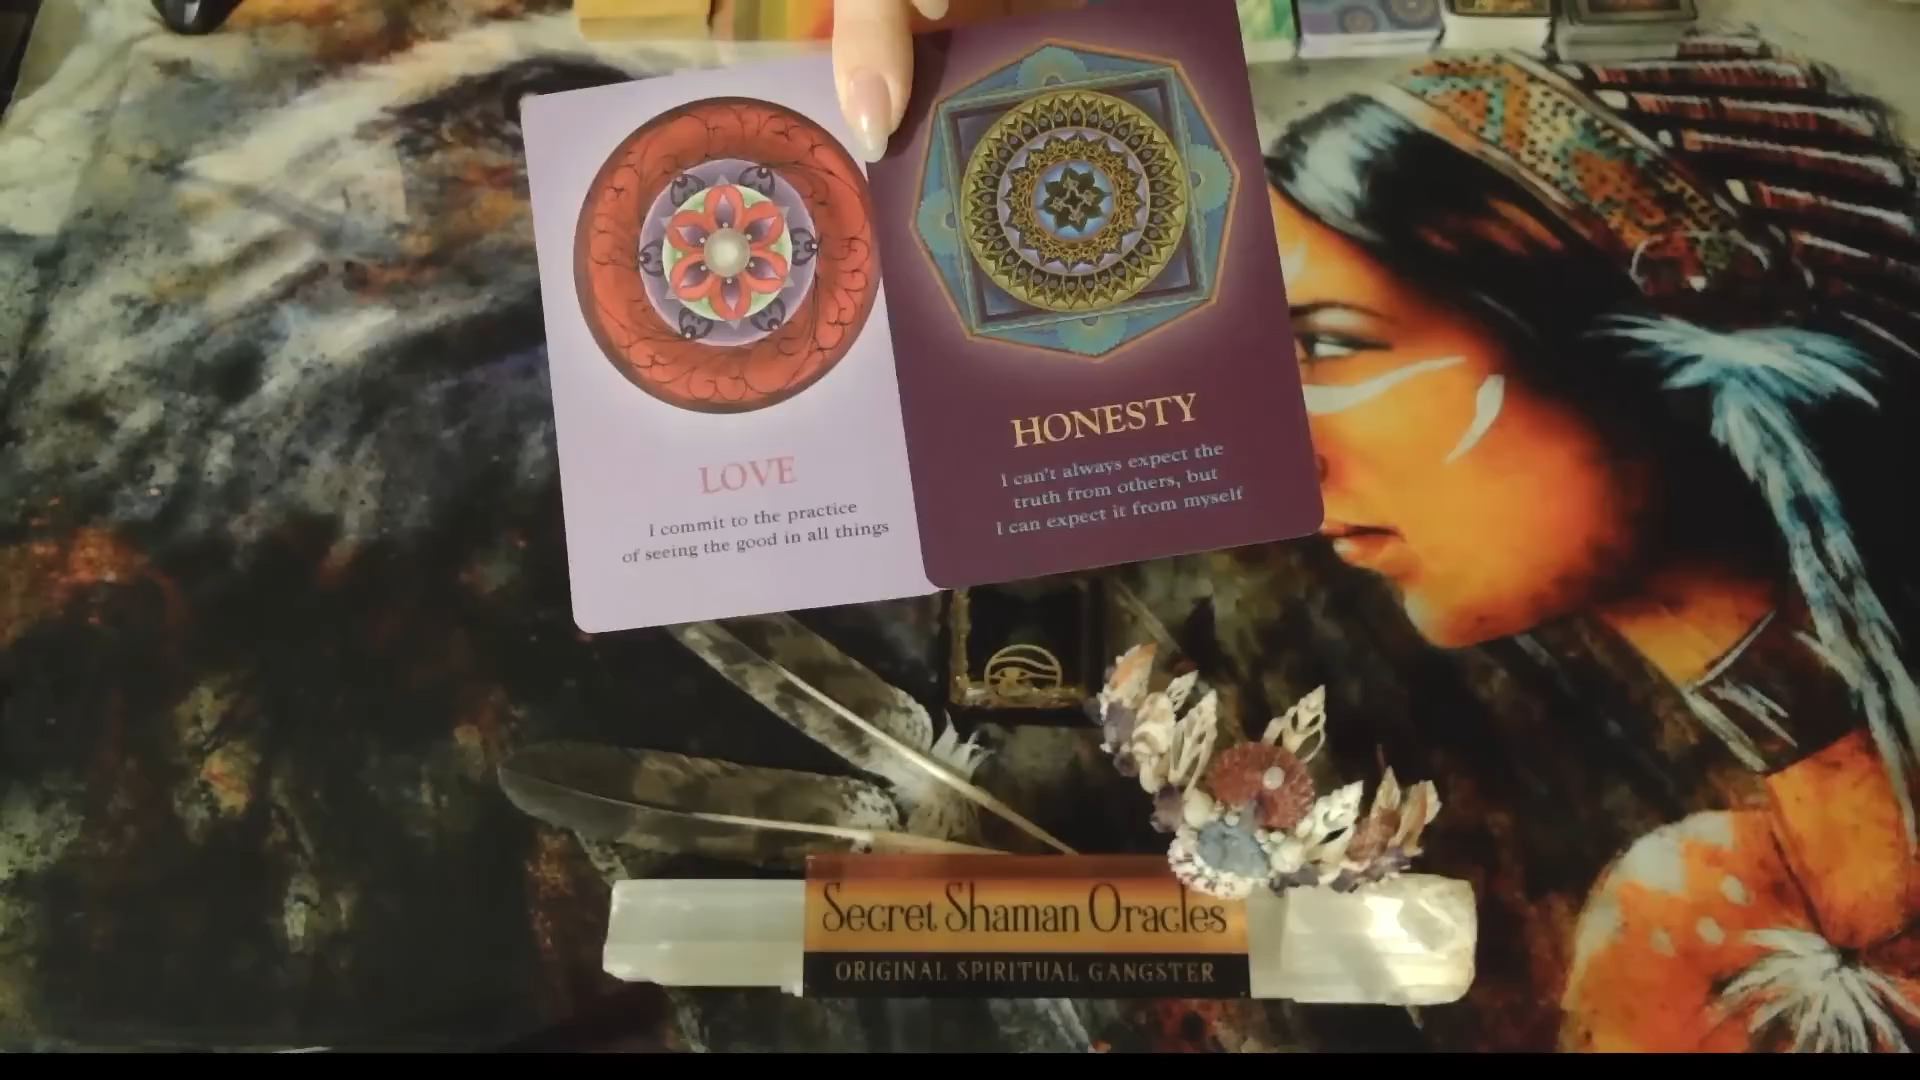 LOVE
I commit to the practice
of seeing the good in all things
HONESTY
I can't always expect the
truth from others, but
I can expect it from myself
Secret Shaman Oracles
ORIGINAL SPIRITUAL GANGSTER